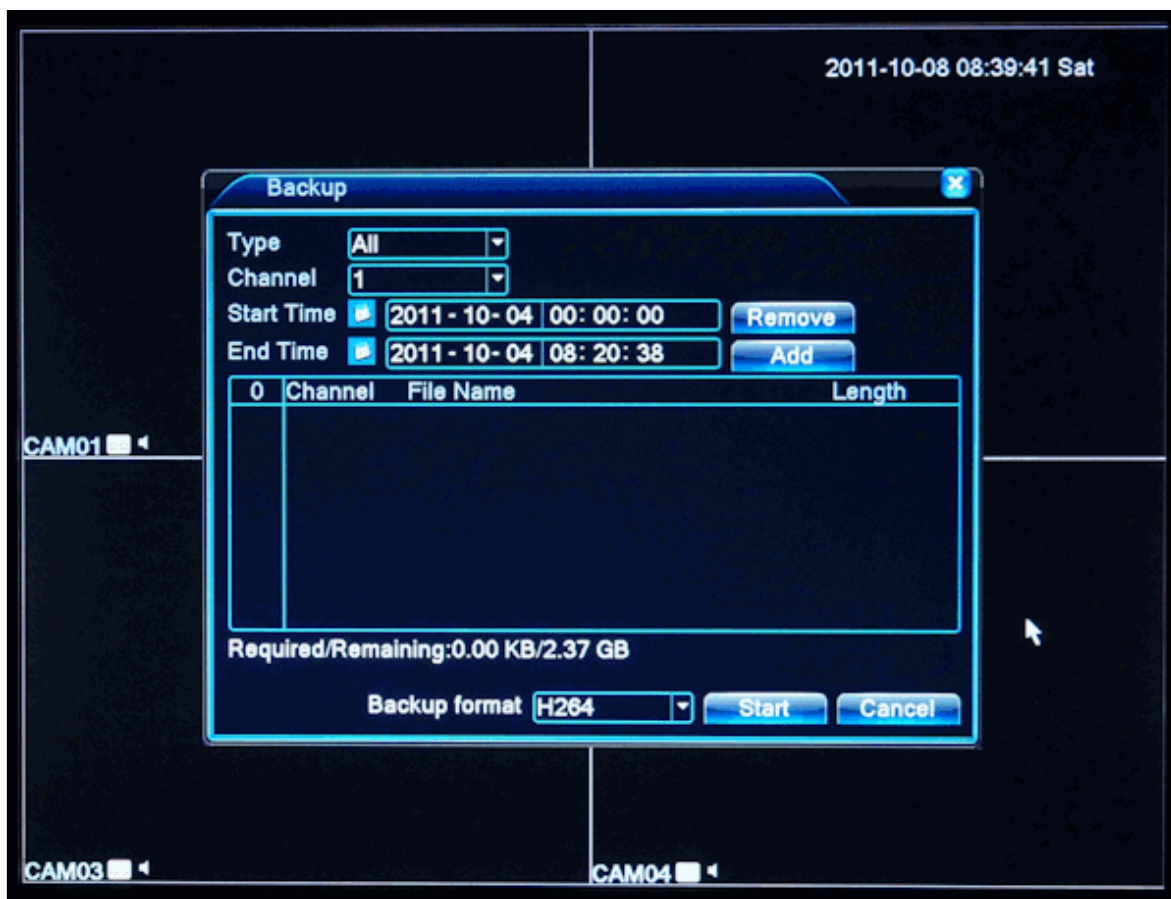 2011-10-08 08:39:41 Sat
Backup
Type All
Channel 1
Start Time 2011-10-04 00:00:00 Remove
End Time 2011-10-04 08:20:38 Add
0 Channel File Name Length
CAM01
Required/Remaining:0.00 KB/2.37 GB
Backup format H264 Start Cancel
CAM03 CAM04